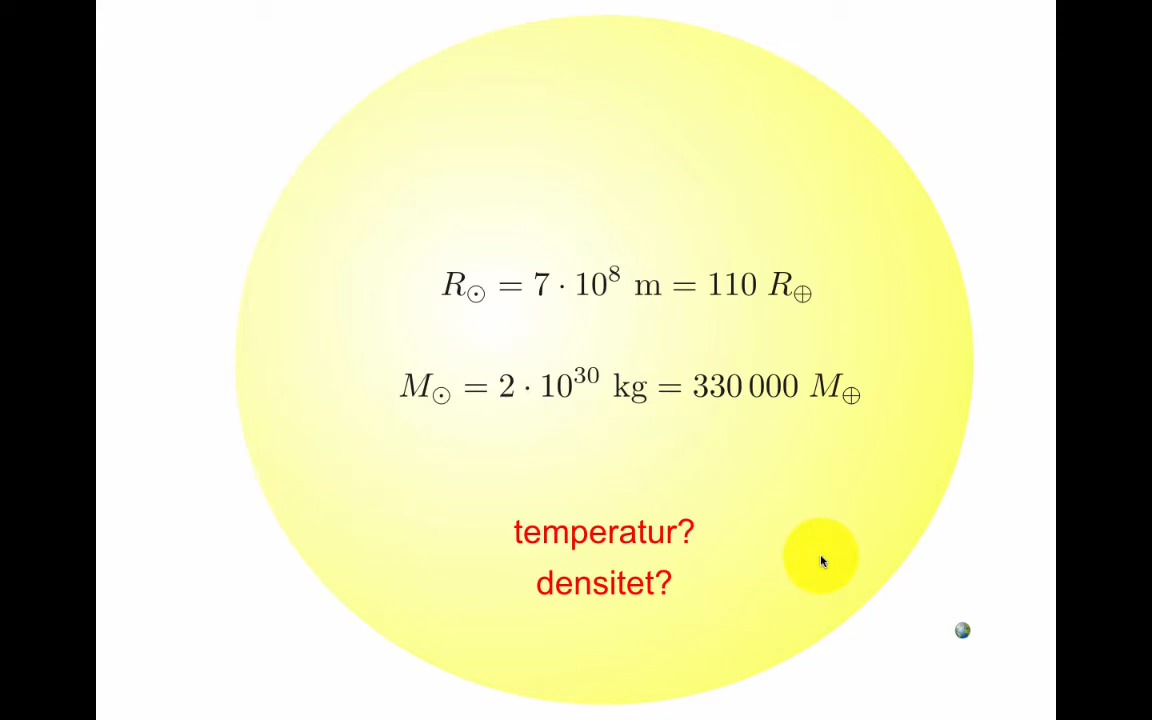 R⊙ = 7 · 10⁸ m = 110 R⊕
M⊙ = 2 · 10³⁰ kg = 330 000 M⊕
temperatur?
densitet?